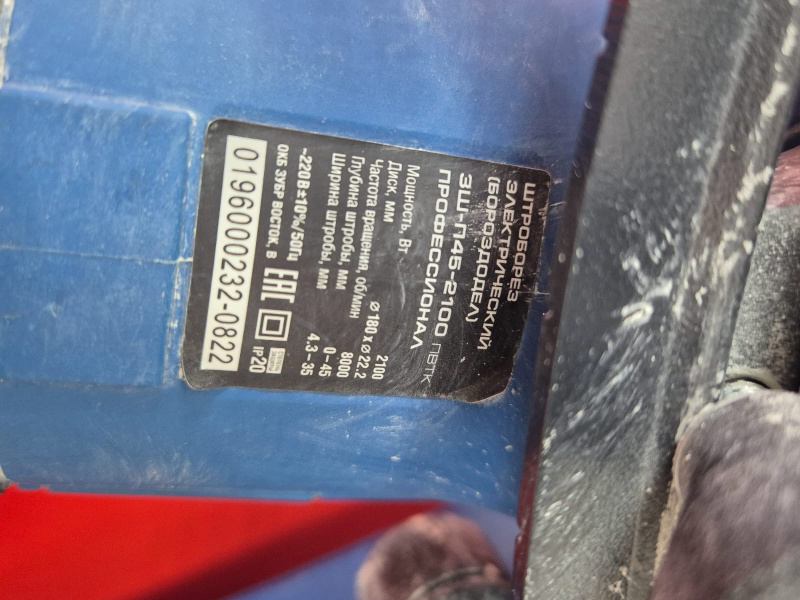 ШТРОБОРЕЗ
ЭЛЕКТРИЧЕСКИЙ
(БОРОЗДОДЕЛ)
ЗШ-П45-2100 ПВТК
ПРОФЕССИОНАЛ
Мощность, Вт 2100
Диск, мм ⌀180 x ⌀22.2
Частота вращения, об/мин 8000
Глубина штробы, мм 0–45
Ширина штробы, мм 4.3–35
~220В±10%/50Гц
ОКБ ЗУБР ВОСТОК, В
EAC IP20
0196000232-0822